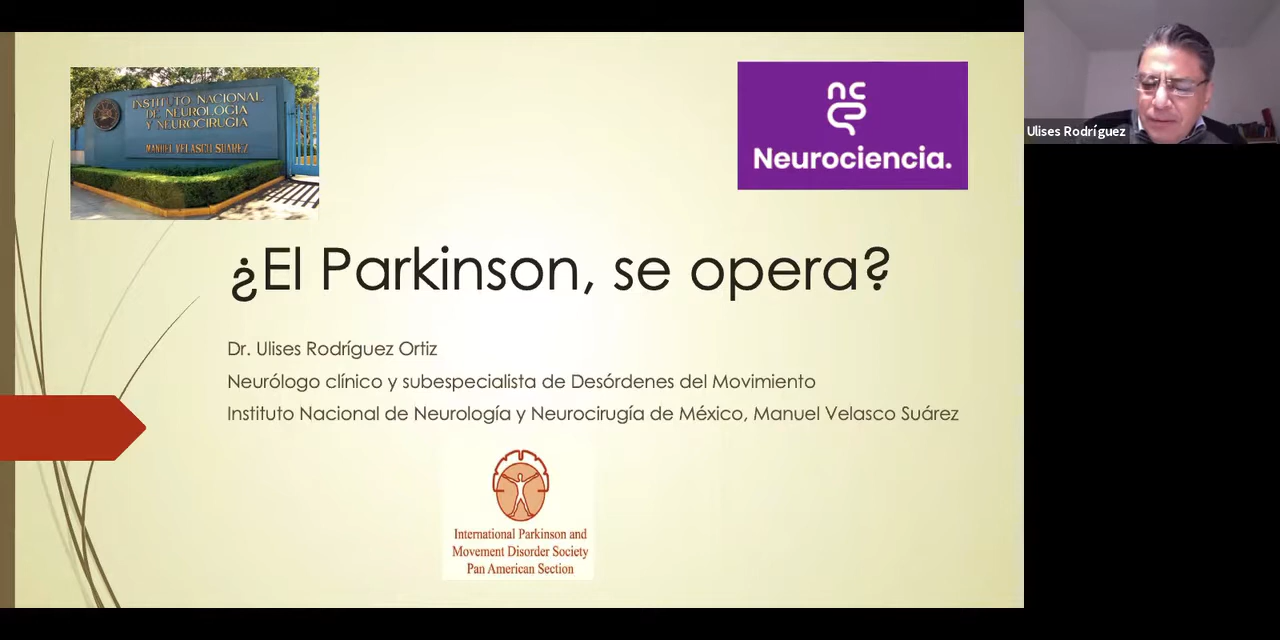 INSTITUTO NACIONAL
DE NEUROLOGIA
Y NEUROCIRUGIA
MANUEL VELASCO SUAREZ
nc
Neurociencia.
Ulises Rodríguez
¿El Parkinson, se opera?
Dr. Ulises Rodríguez Ortiz
Neurólogo clínico y subespecialista de Desórdenes del Movimiento
Instituto Nacional de Neurología y Neurocirugía de México, Manuel Velasco Suárez
International Parkinson and
Movement Disorder Society
Pan American Section